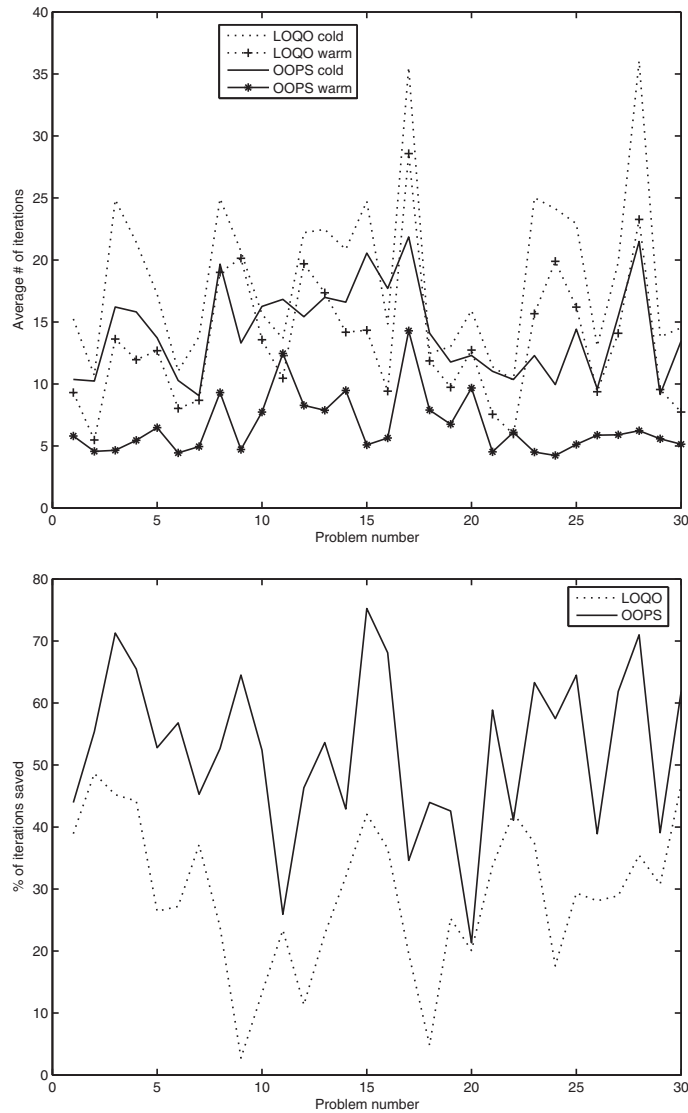 40
35
30
25
20
15
10
5
0
Average # of iterations
LOQO cold
LOQO warm
OOPS cold
OOPS warm
0 5 10 15 20 25 30
Problem number
80
70
60
50
40
30
20
10
0
% of iterations saved
LOQO
OOPS
0 5 10 15 20 25 30
Problem number